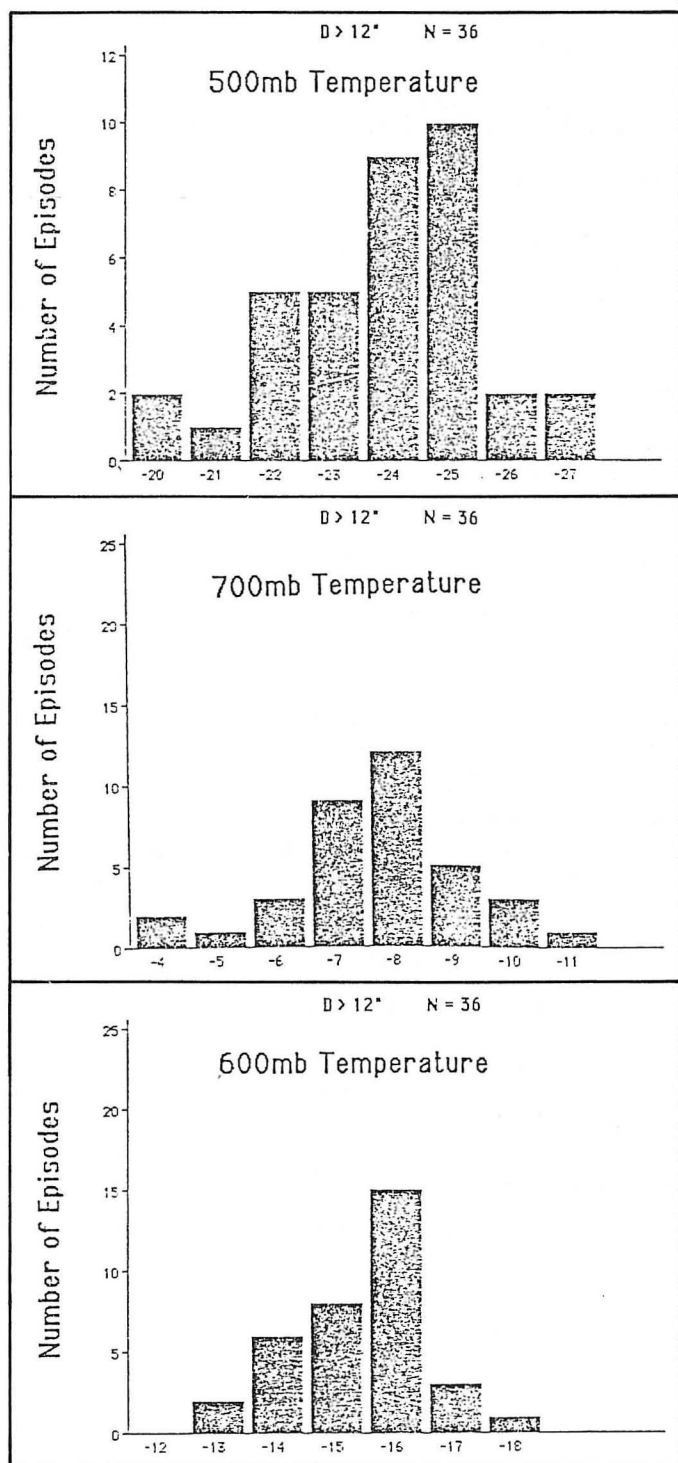 D > 12" N = 36
500mb Temperature
Number of Episodes
12
10
8
6
4
2
0
-20 -21 -22 -23 -24 -25 -26 -27
D > 12" N = 36
700mb Temperature
Number of Episodes
25
20
15
10
5
0
-4 -5 -6 -7 -8 -9 -10 -11
D > 12" N = 36
600mb Temperature
Number of Episodes
25
20
15
10
5
0
-12 -13 -14 -15 -16 -17 -18